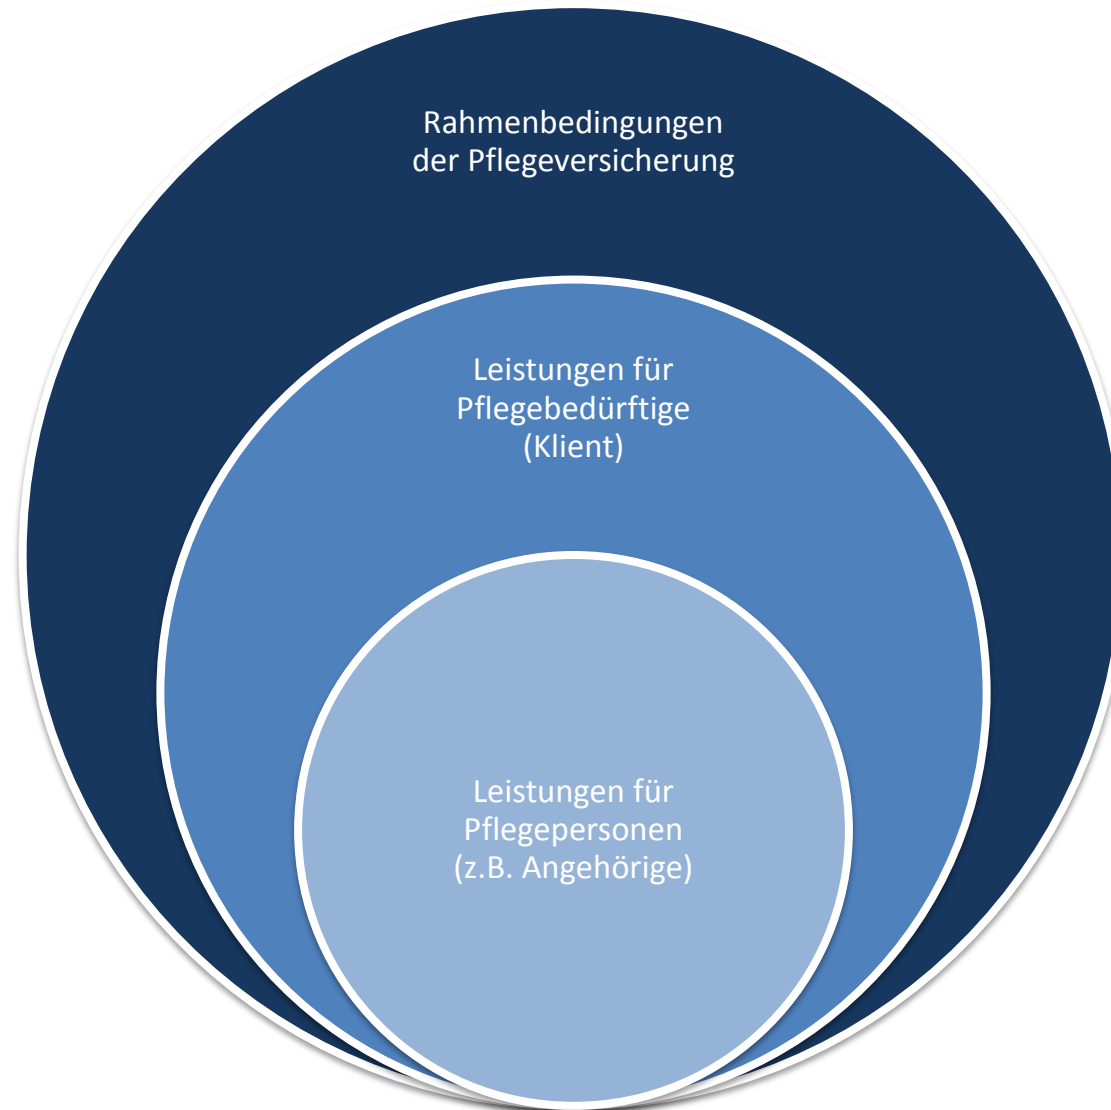 Rahmenbedingungen
der Pflegeversicherung
Leistungen für
Pflegebedürftige
(Klient)
Leistungen für
Pflegepersonen
(z.B. Angehörige)